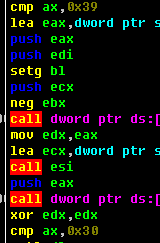 cmp ax,0x39
lea eax,dword ptr
push eax
push edi
setg bl
push ecx
neg ebx
call dword ptr ds:[
mov edx,eax
lea ecx,dword ptr
call esi
push eax
call dword ptr ds:[
xor edx,edx
cmp ax,0x30